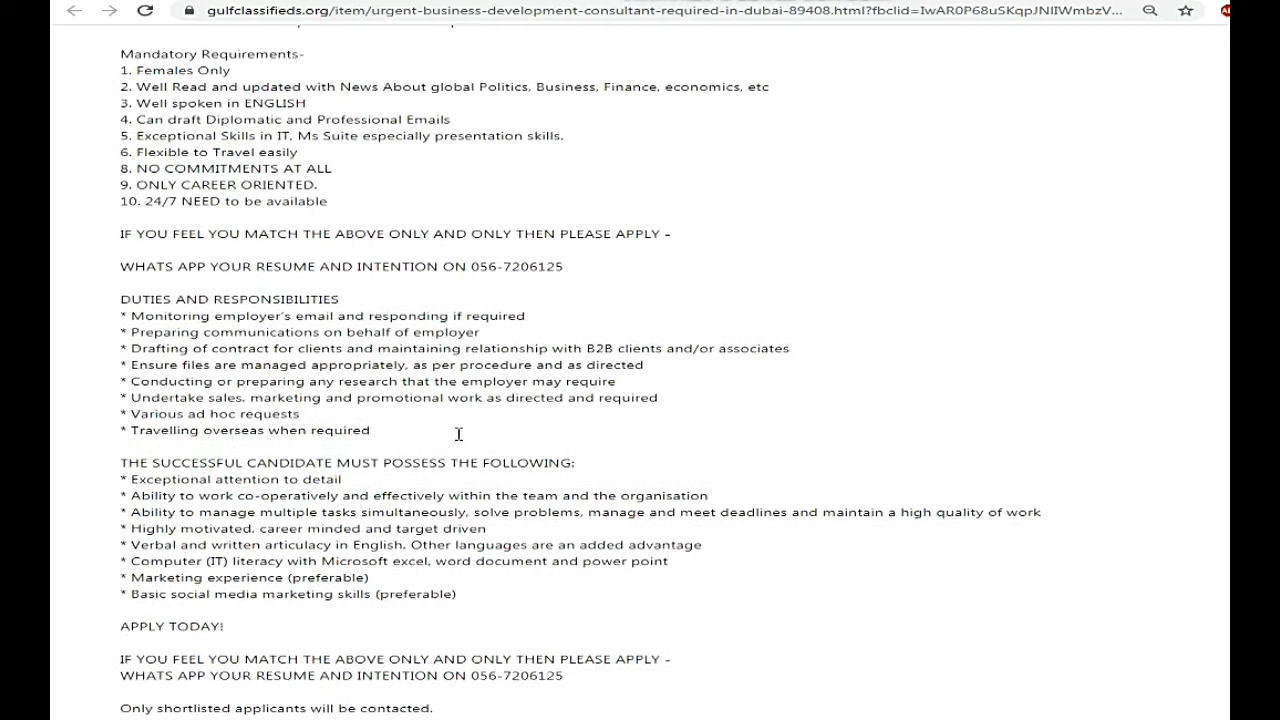 gulfclassifieds.org/item/urgent-business-development-consultant-required-in-dubai-89408.html?fbclid=IwAR0P68uSKqpJNIIWmbzV...
Mandatory Requirements-
1. Females Only
2. Well Read and updated with News About global Politics, Business, Finance, economics, etc
3. Well spoken in ENGLISH
4. Can draft Diplomatic and Professional Emails
5. Exceptional Skills in IT, Ms Suite especially presentation skills.
6. Flexible to Travel easily
8. NO COMMITMENTS AT ALL
9. ONLY CAREER ORIENTED.
10. 24/7 NEED to be available
IF YOU FEEL YOU MATCH THE ABOVE ONLY AND ONLY THEN PLEASE APPLY -
WHATS APP YOUR RESUME AND INTENTION ON 056-7206125
DUTIES AND RESPONSIBILITIES
* Monitoring employer's email and responding if required
* Preparing communications on behalf of employer
* Drafting of contract for clients and maintaining relationship with B2B clients and/or associates
* Ensure files are managed appropriately, as per procedure and as directed
* Conducting or preparing any research that the employer may require
* Undertake sales, marketing and promotional work as directed and required
* Various ad hoc requests
* Travelling overseas when required
THE SUCCESSFUL CANDIDATE MUST POSSESS THE FOLLOWING:
* Exceptional attention to detail
* Ability to work co-operatively and effectively within the team and the organisation
* Ability to manage multiple tasks simultaneously, solve problems, manage and meet deadlines and maintain a high quality of work
* Highly motivated, career minded and target driven
* Verbal and written articulacy in English. Other languages are an added advantage
* Computer (IT) literacy with Microsoft excel, word document and power point
* Marketing experience (preferable)
* Basic social media marketing skills (preferable)
APPLY TODAY!
IF YOU FEEL YOU MATCH THE ABOVE ONLY AND ONLY THEN PLEASE APPLY -
WHATS APP YOUR RESUME AND INTENTION ON 056-7206125
Only shortlisted applicants will be contacted.